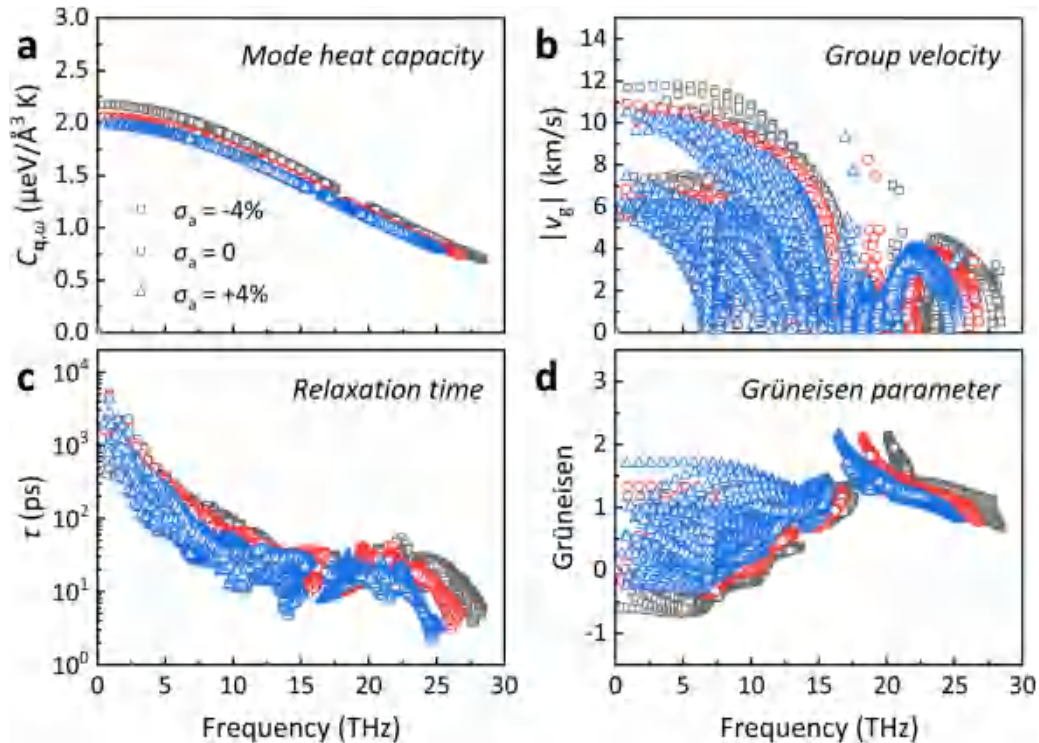 a
Mode heat capacity
C_q,ω (μeV/Å³ K)
3.0
2.5
2.0
1.5
1.0
0.5
0.0
σₐ = -4%
σₐ = 0
σₐ = +4%
b
Group velocity
|v_g| (km/s)
14
12
10
8
6
4
2
0
c
Relaxation time
τ (ps)
10⁴
10³
10²
10¹
10⁰
0 5 10 15 20 25 30
Frequency (THz)
d
Grüneisen parameter
Grüneisen
3
2
1
0
-1
0 5 10 15 20 25 30
Frequency (THz)